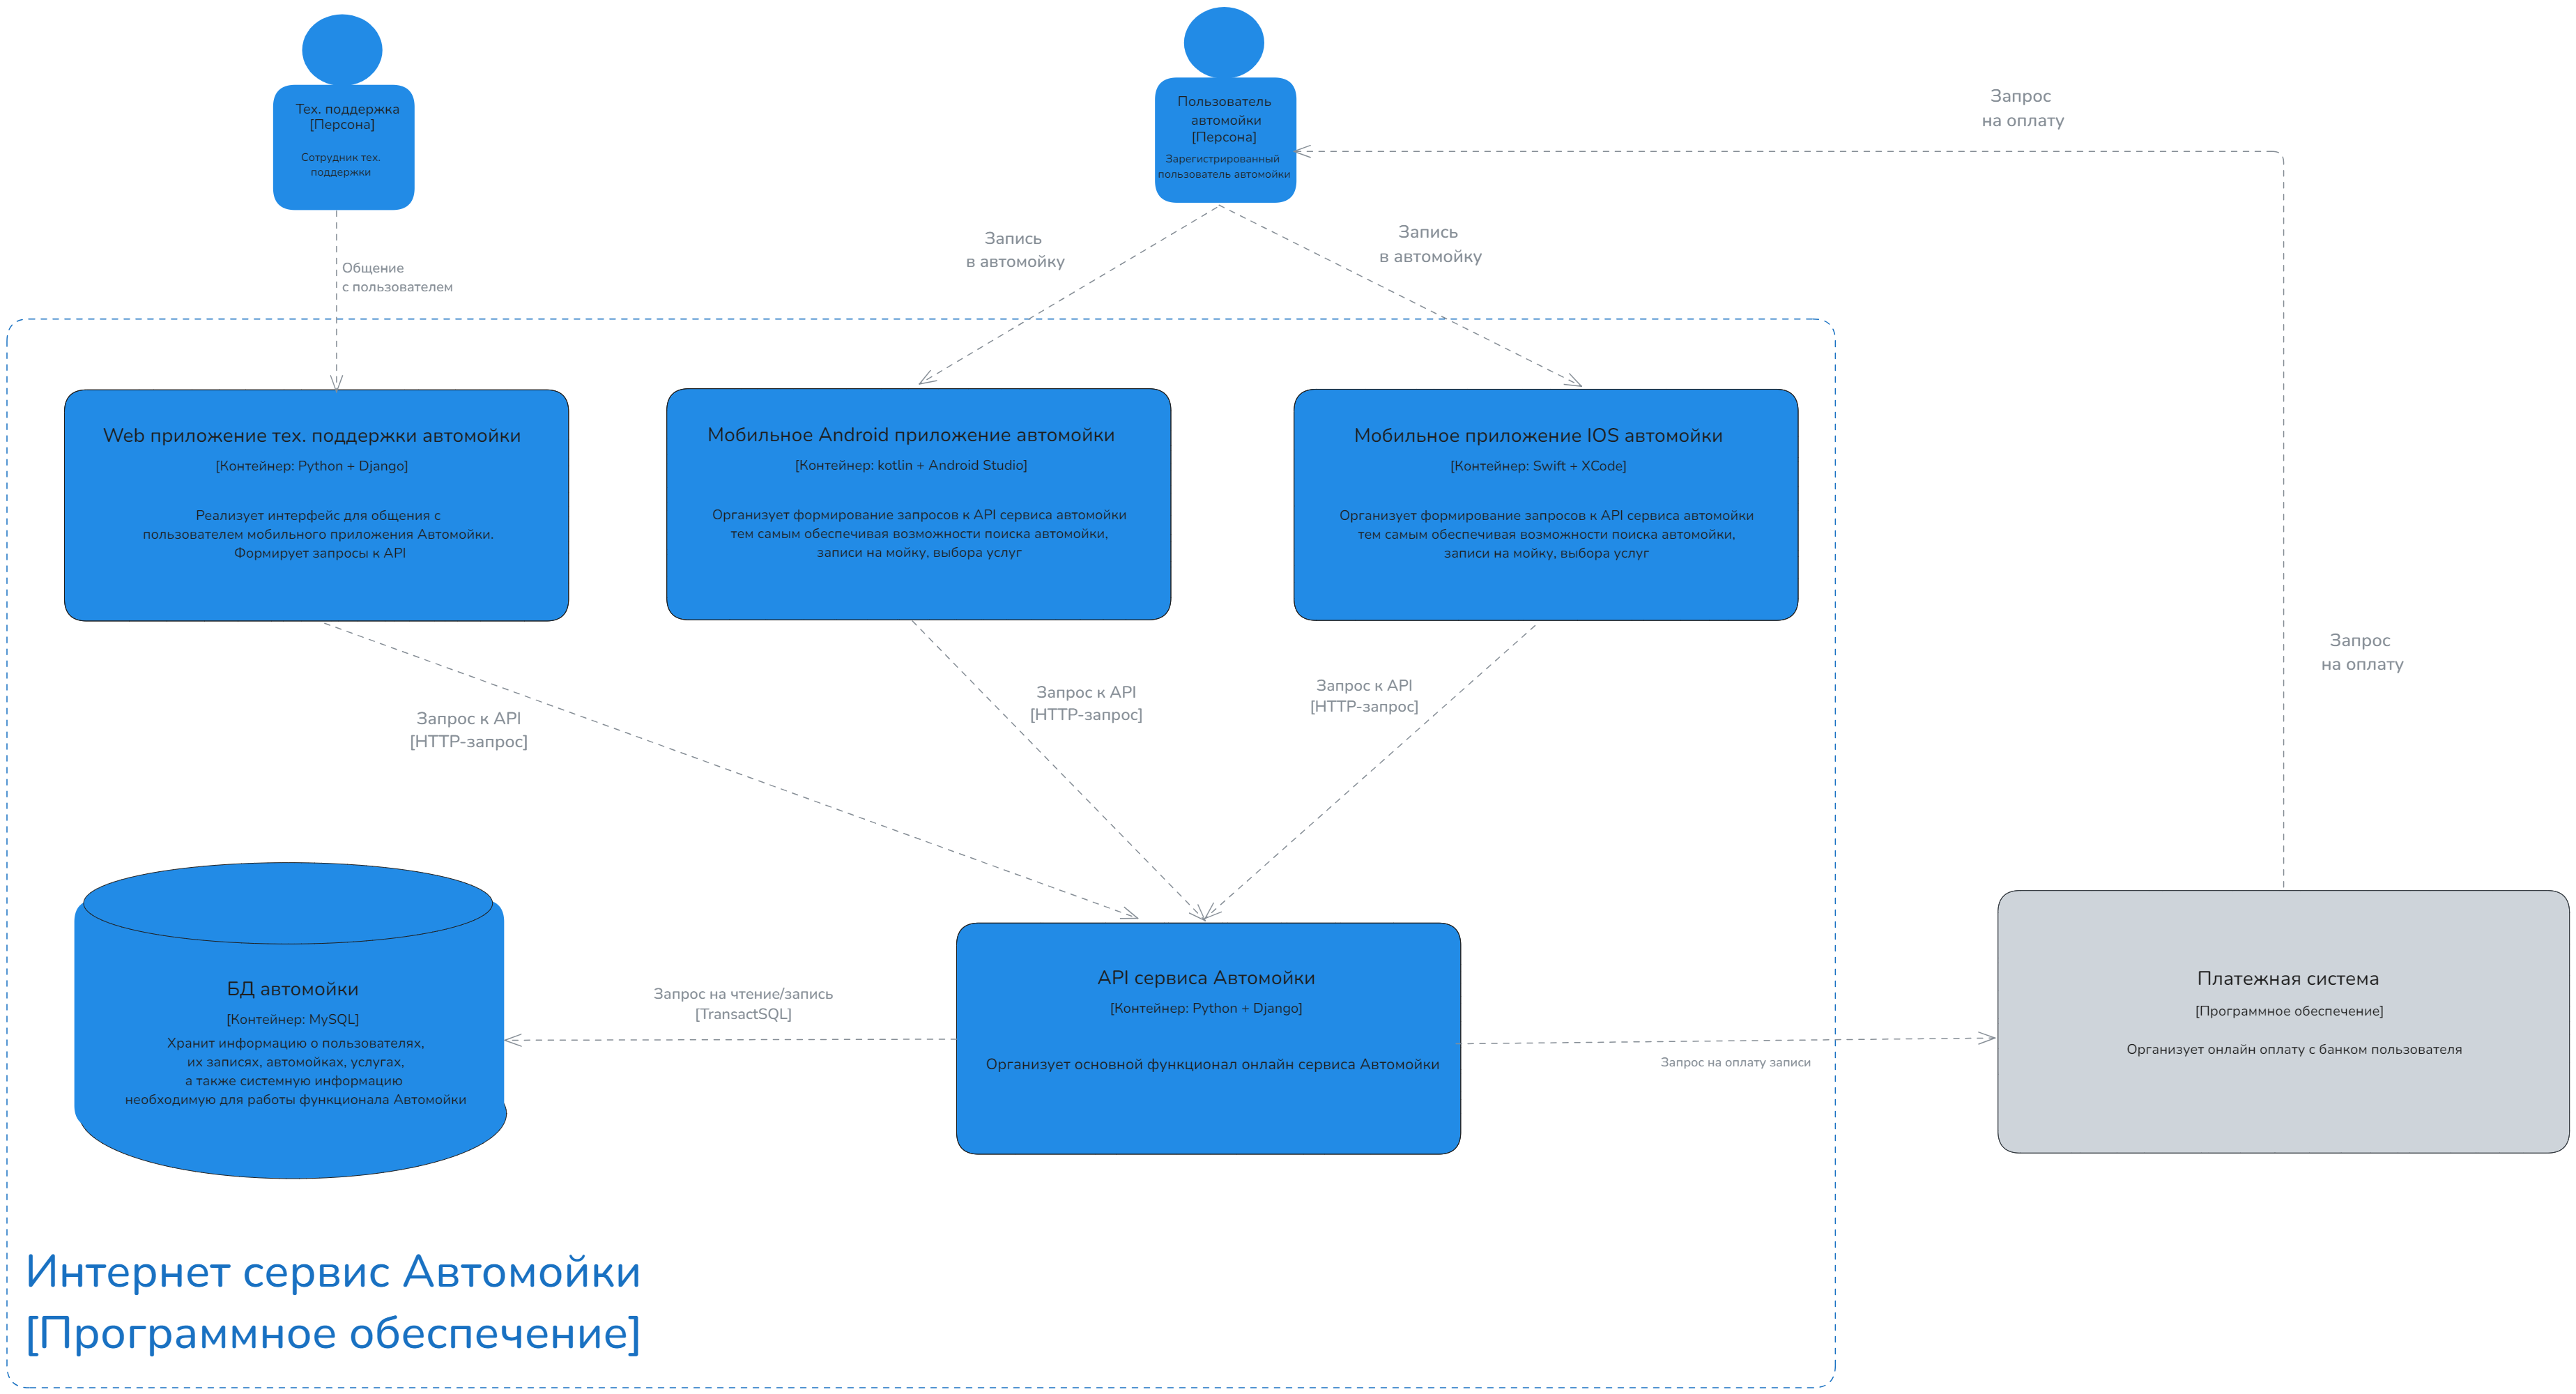 Тех. поддержка
[Персона]
Сотрудник тех.
поддержки
Пользователь
автомойки
[Персона]
Зарегистрированный
пользователь автомойки
Запрос
на оплату
Общение
с пользователем
Запись
в автомойку
Запись
в автомойку
Web приложение тех. поддержки автомойки
[Контейнер: Python + Django]
Реализует интерфейс для общения с
пользователем мобильного приложения Автомойки.
Формирует запросы к API
Мобильное Android приложение автомойки
[Контейнер: kotlin + Android Studio]
Организует формирование запросов к API сервиса автомойки
тем самым обеспечивая возможности поиска автомойки,
записи на мойку, выбора услуг
Мобильное приложение IOS автомойки
[Контейнер: Swift + XCode]
Организует формирование запросов к API сервиса автомойки
тем самым обеспечивая возможности поиска автомойки,
записи на мойку, выбора услуг
Запрос
на оплату
Запрос к API
[HTTP-запрос]
Запрос к API
[HTTP-запрос]
Запрос к API
[HTTP-запрос]
БД автомойки
[Контейнер: MySQL]
Хранит информацию о пользователях,
их записях, автомойках, услугах,
а также системную информацию
необходимую для работы функционала Автомойки
Запрос на чтение/запись
[TransactSQL]
API сервиса Автомойки
[Контейнер: Python + Django]
Организует основной функционал онлайн сервиса Автомойки
Запрос на оплату записи
Платежная система
[Программное обеспечение]
Организует онлайн оплату с банком пользователя
Интернет сервис Автомойки
[Программное обеспечение]